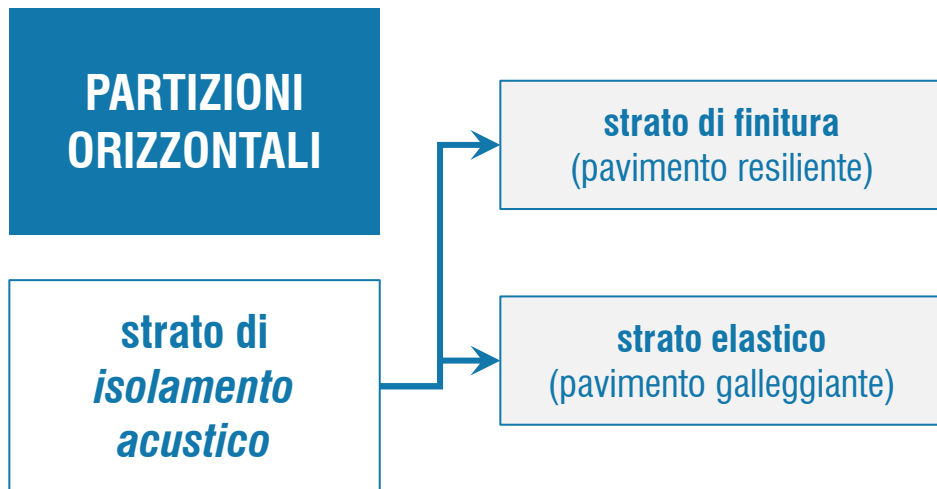 PARTIZIONI
ORIZZONTALI
strato di
isolamento
acustico
strato di finitura
(pavimento resiliente)
strato elastico
(pavimento galleggiante)